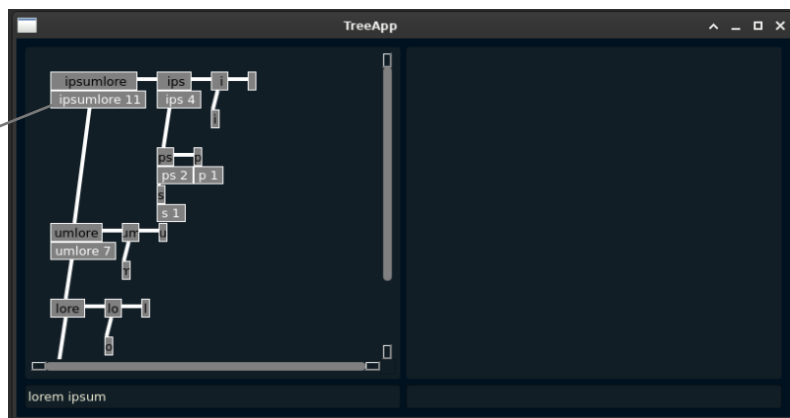 TreeApp
ipsumlore ips i
ipsumlore 11 ips 4
i
ps p
ps 2 p 1
s
s 1
umlore um u
umlore 7
lore lo l
o
lorem ipsum